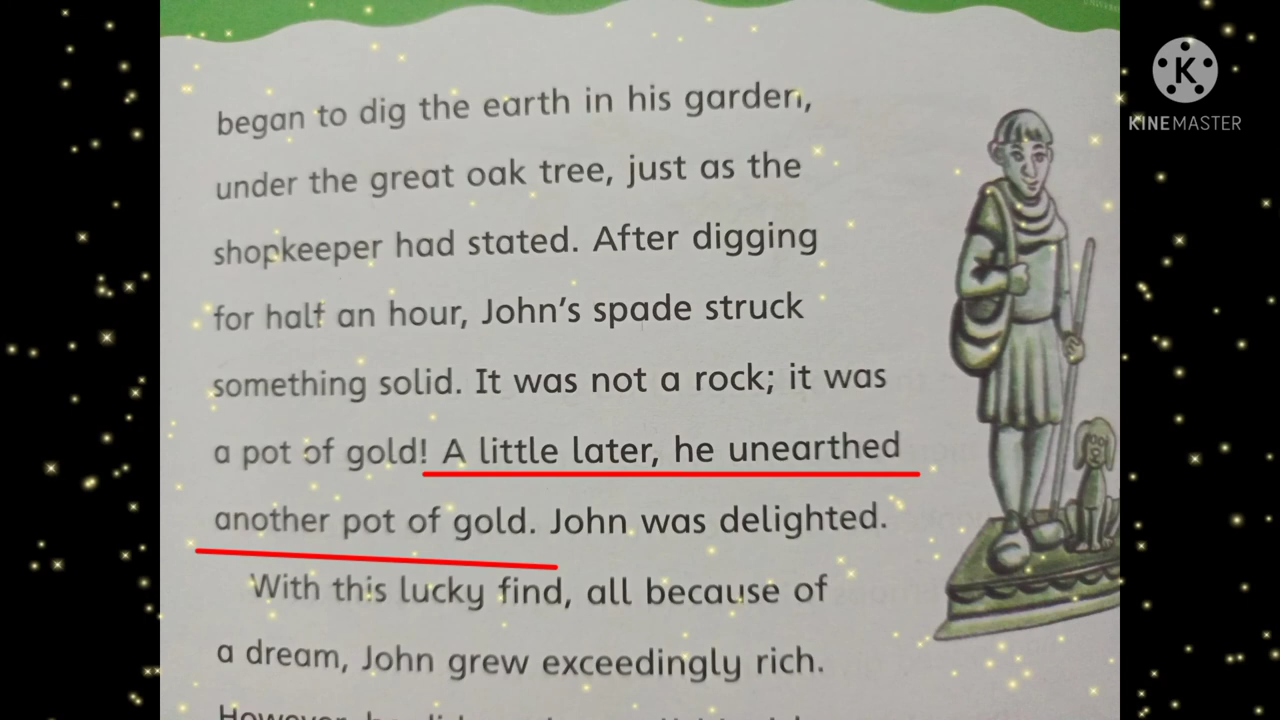 began to dig the earth in his garden,
under the great oak tree, just as the
shopkeeper had stated. After digging
for half an hour, John's spade struck
something solid. It was not a rock; it was
a pot of gold! A little later, he unearthed
another pot of gold. John was delighted.
With this lucky find, all because of
a dream, John grew exceedingly rich.
However,
K
KINEMASTER